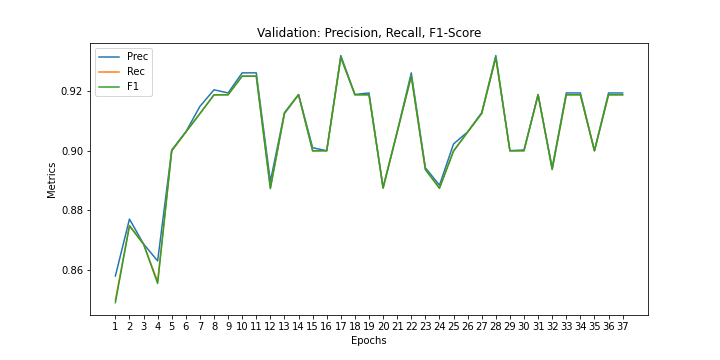 Validation: Precision, Recall, F1-Score
Prec
Rec
F1
0.92
0.90
0.88
0.86
Metrics
1 2 3 4 5 6 7 8 9 10 11 12 13 14 15 16 17 18 19 20 21 22 23 24 25 26 27 28 29 30 31 32 33 34 35 36 37
Epochs